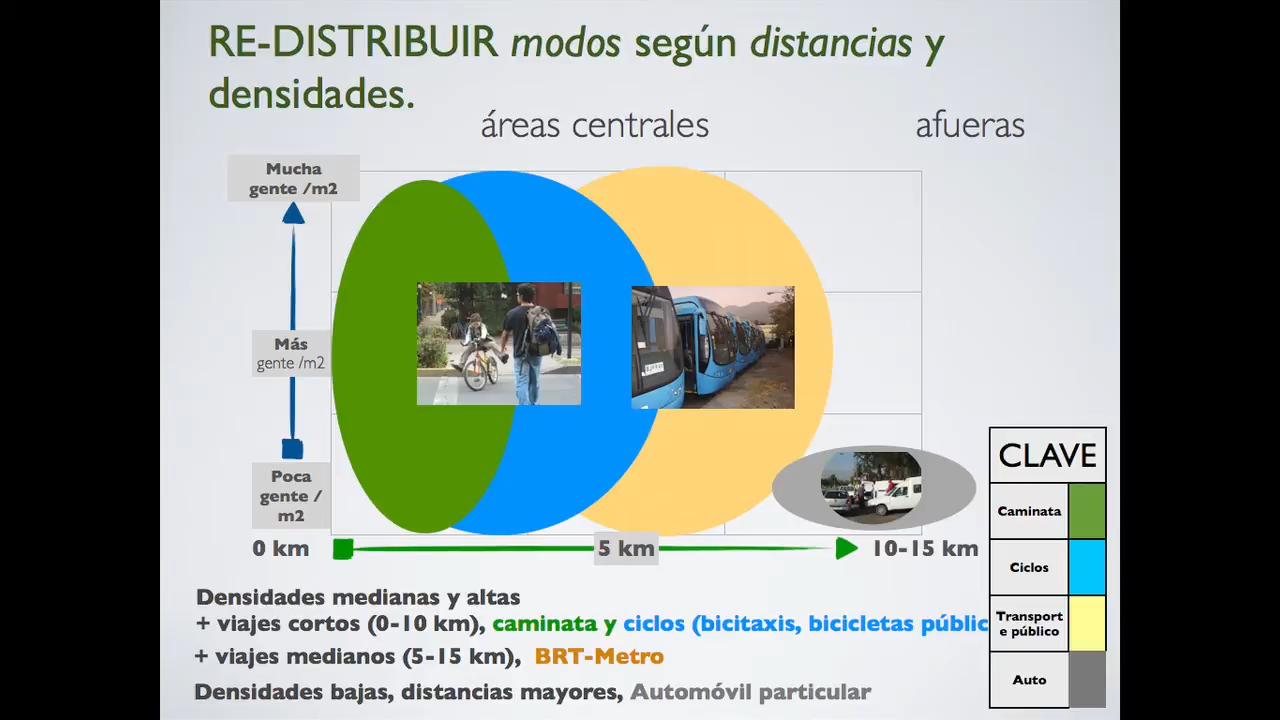 RE-DISTRIBUIR modos según distancias y
densidades.
áreas centrales
afueras
Mucha
gente /m2
Más
gente /m2
Poca
gente /
m2
0 km
5 km
10-15 km
CLAVE
Caminata
Ciclos
Transport
e público
Auto
Densidades medianas y altas
+ viajes cortos (0-10 km), caminata y ciclos (bicitaxis, bicicletas públic
+ viajes medianos (5-15 km), BRT-Metro
Densidades bajas, distancias mayores, Automóvil particular